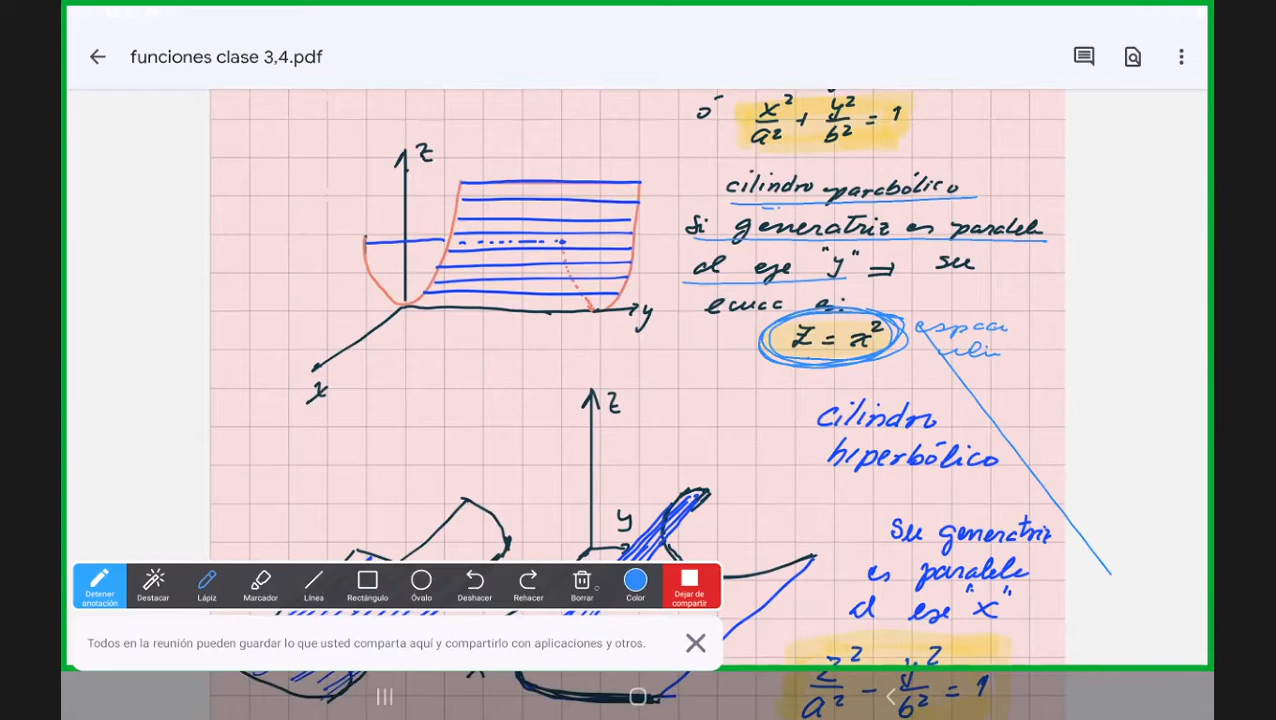 funciones clase 3,4.pdf
o x²/a² + y²/b² = 1
z
cilindro parabólico
Si generatriz es paralela
al eje "y" ⇒ su
y
z = x²
x
z
cilindro
hiperbólico
y
Su generatriz
es paralela
al eje "x"
Detener anotación
Destacar
Lápiz
Marcador
Línea
Rectángulo
Óvalo
Deshacer
Rehacer
Borrar
Color
Dejar de compartir
Todos en la reunión pueden guardar lo que usted comparta aquí y compartirlo con aplicaciones y otros.
z²/a² - y²/b² = 1